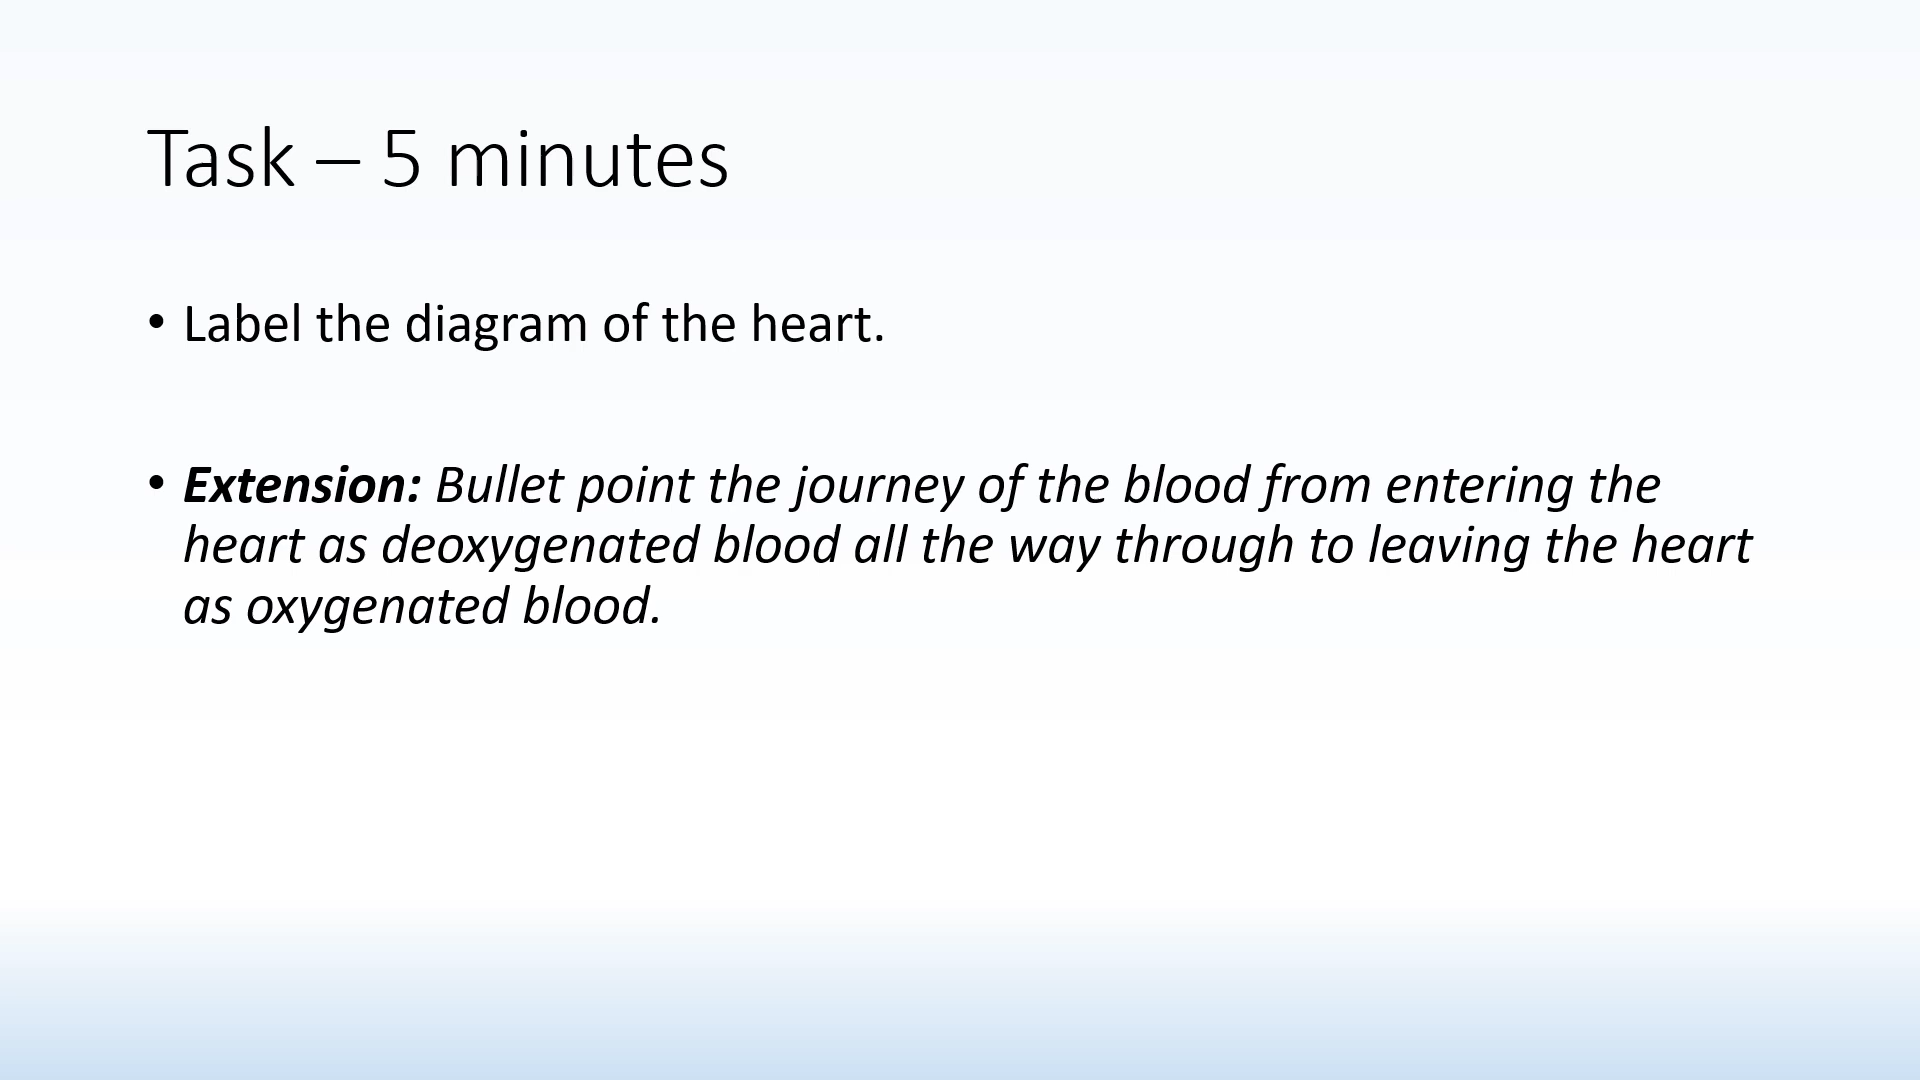 Task – 5 minutes
• Label the diagram of the heart.
• Extension: Bullet point the journey of the blood from entering the
heart as deoxygenated blood all the way through to leaving the heart
as oxygenated blood.